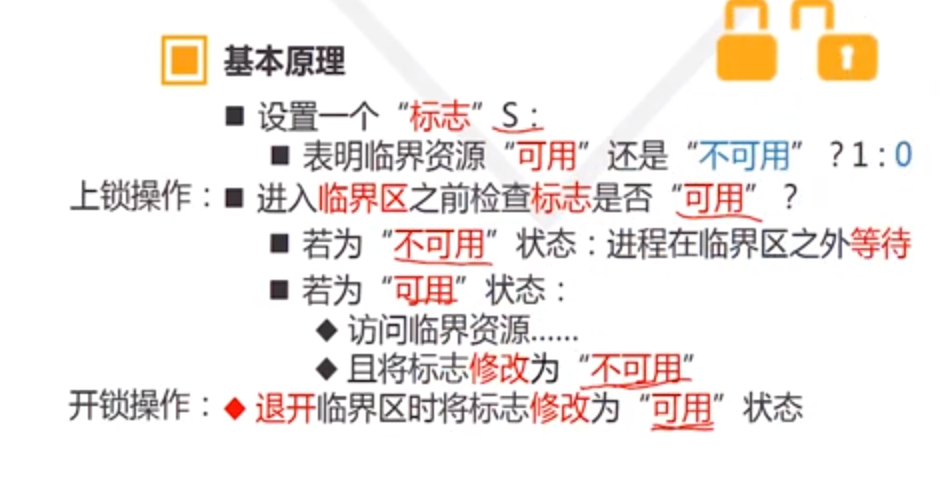 基本原理
■ 设置一个“标志”S：
■ 表明临界资源“可用”还是“不可用”？1：0
上锁操作：■ 进入临界区之前检查标志是否“可用”？
■ 若为“不可用”状态：进程在临界区之外等待
■ 若为“可用”状态：
◆ 访问临界资源......
◆ 且将标志修改为“不可用”
开锁操作：◆ 退开临界区时将标志修改为“可用”状态